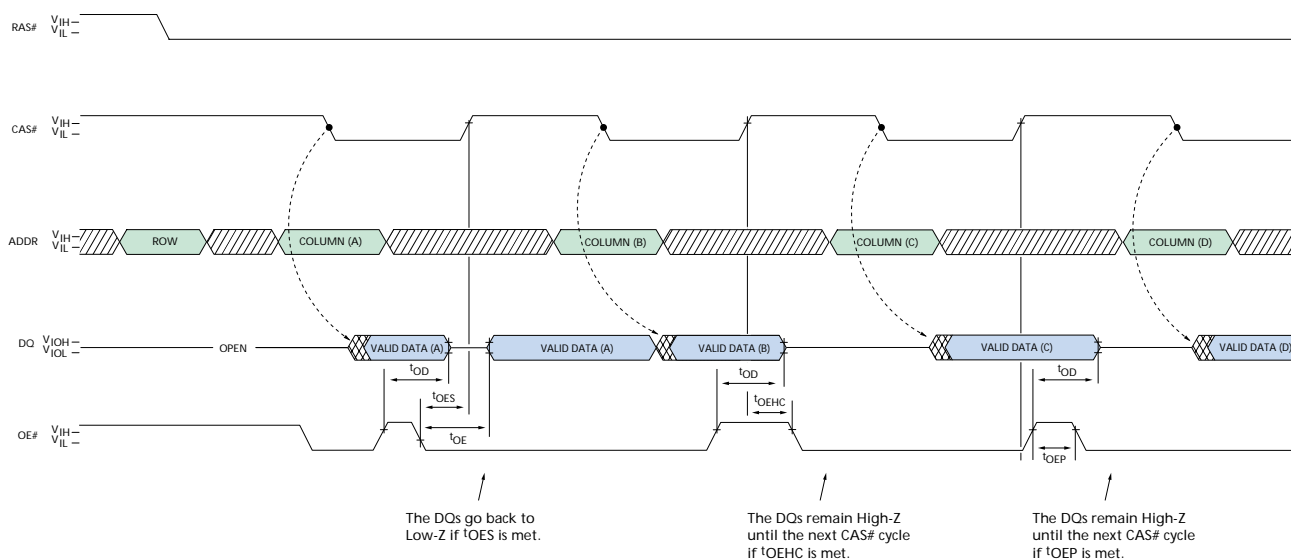 RAS# VIH VIL
CAS# VIH VIL
ADDR VIH VIL ROW COLUMN (A) COLUMN (B) COLUMN (C) COLUMN (D)
DQ VIOH VIOL OPEN VALID DATA (A) VALID DATA (A) VALID DATA (B) VALID DATA (C) VALID DATA (D)
tOD tOD tOD
tOES tOEHC
tOE
OE# VIH VIL
tOEP
The DQs go back to
Low-Z if tOES is met.
The DQs remain High-Z
until the next CAS# cycle
if tOEHC is met.
The DQs remain High-Z
until the next CAS# cycle
if tOEP is met.